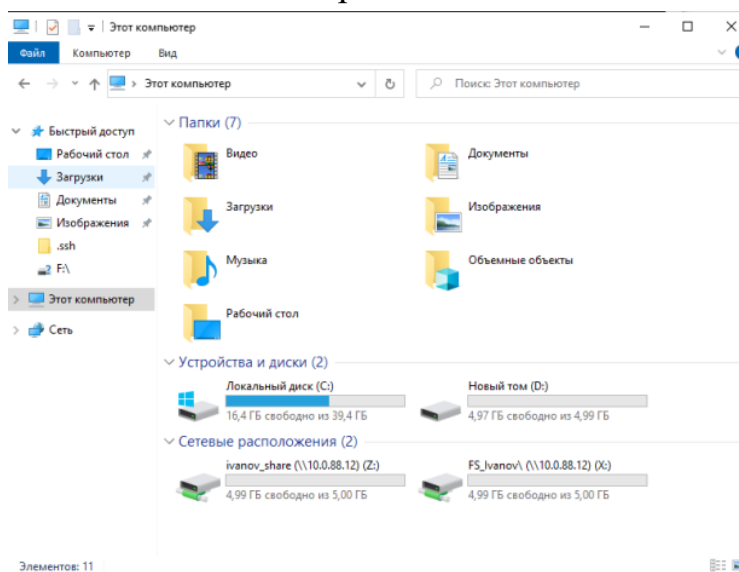 Этот компьютер
Файл Компьютер Вид
Этот компьютер Поиск: Этот компьютер
Быстрый доступ
Рабочий стол
Загрузки
Документы
Изображения
.ssh
F:\
Этот компьютер
Сеть
Папки (7)
Видео Документы
Загрузки Изображения
Музыка Объемные объекты
Рабочий стол
Устройства и диски (2)
Локальный диск (C:) Новый том (D:)
16,4 ГБ свободно из 39,4 ГБ 4,97 ГБ свободно из 4,99 ГБ
Сетевые расположения (2)
ivanov_share (\\10.0.88.12) (Z:) FS_Ivanov\ (\\10.0.88.12) (X:)
4,99 ГБ свободно из 5,00 ГБ 4,99 ГБ свободно из 5,00 ГБ
Элементов: 11